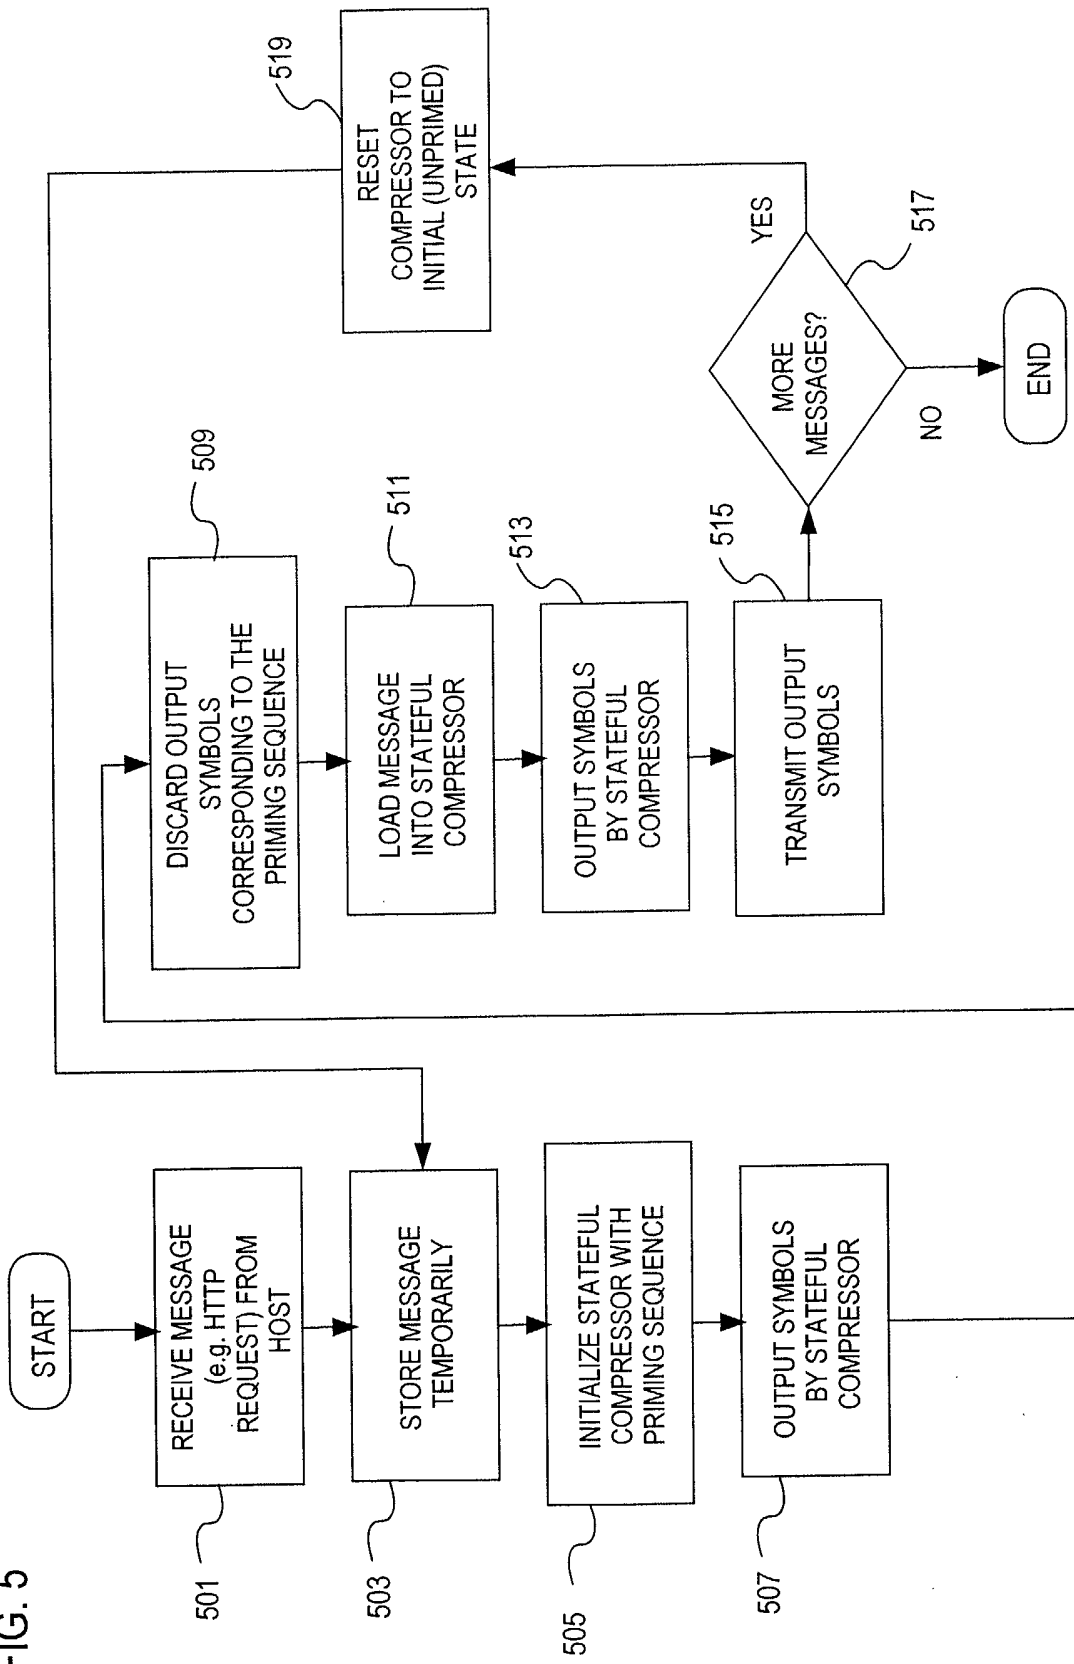 FIG. 5
START
RECEIVE MESSAGE
(e.g. HTTP
REQUEST) FROM
HOST
501
STORE MESSAGE
TEMPORARILY
503
INITIALIZE STATEFUL
COMPRESSOR WITH
PRIMING SEQUENCE
505
OUTPUT SYMBOLS
BY STATEFUL
COMPRESSOR
507
DISCARD OUTPUT
SYMBOLS
CORRESPONDING TO THE
PRIMING SEQUENCE
509
LOAD MESSAGE
INTO STATEFUL
COMPRESSOR
511
OUTPUT SYMBOLS
BY STATEFUL
COMPRESSOR
513
TRANSMIT OUTPUT
SYMBOLS
515
MORE
MESSAGES?
517
YES
NO
RESET
COMPRESSOR TO
INITIAL (UNPRIMED)
STATE
519
END